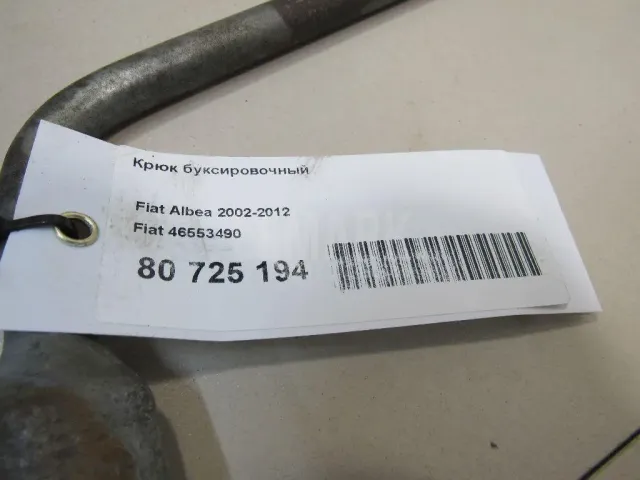 Крюк буксировочный
Fiat Albea 2002-2012
Fiat 46553490
80 725 194